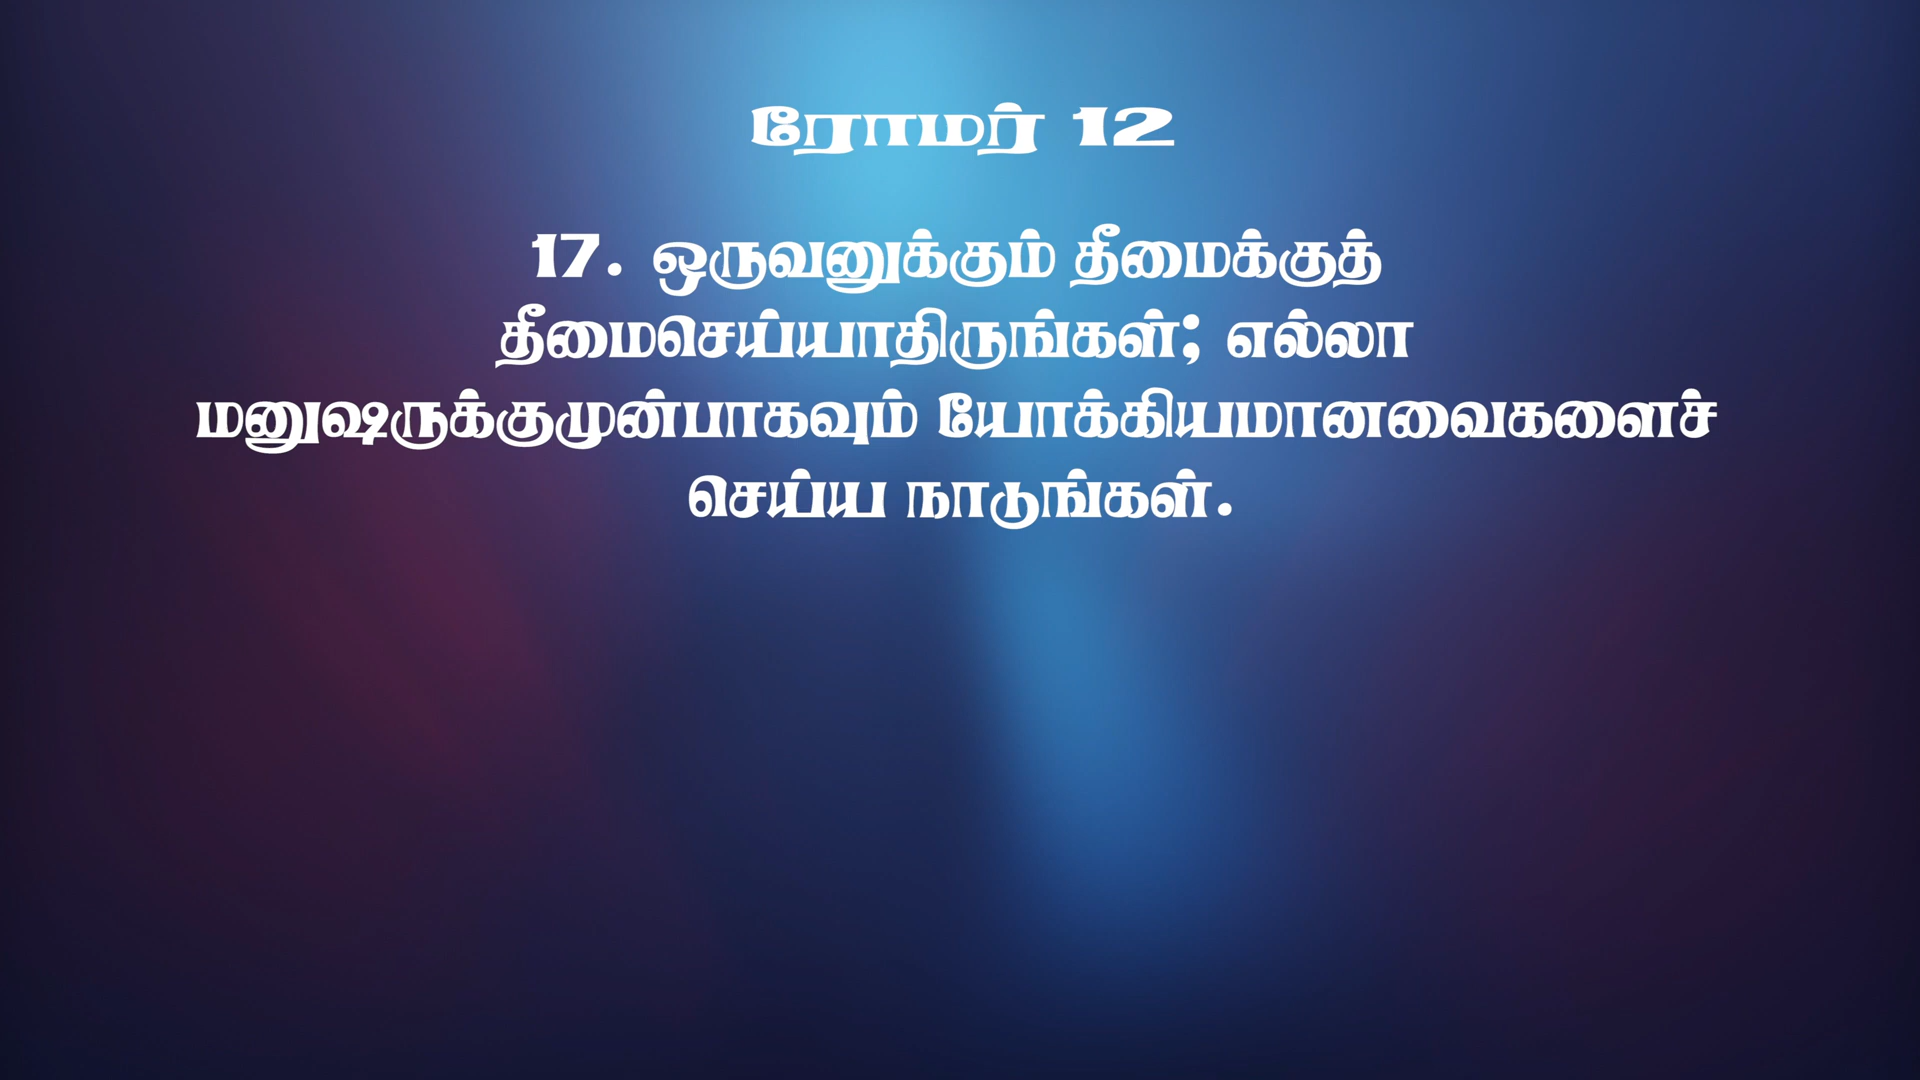 ரோமர் 12
17. ஒருவனுக்கும் தீமைக்குத்
தீமைசெய்யாதிருங்கள்; எல்லா
மனுஷருக்குமுன்பாகவும் யோக்கியமானவைகளைச்
செய்ய நாடுங்கள்.